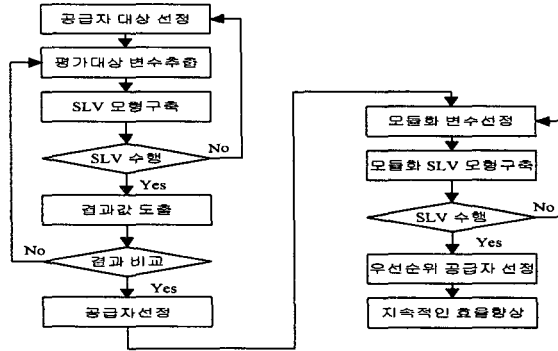 공급자 대상 선정
평가대상 변수추합
SLV 모형구축
SLV 수행
No
Yes
결과값 도출
결과 비교
No
Yes
공급자선정
모듈화 변수선정
모듈화 SLV 모형구축
SLV 수행
No
Yes
우선순위 공급자 선정
지속적인 효율향상